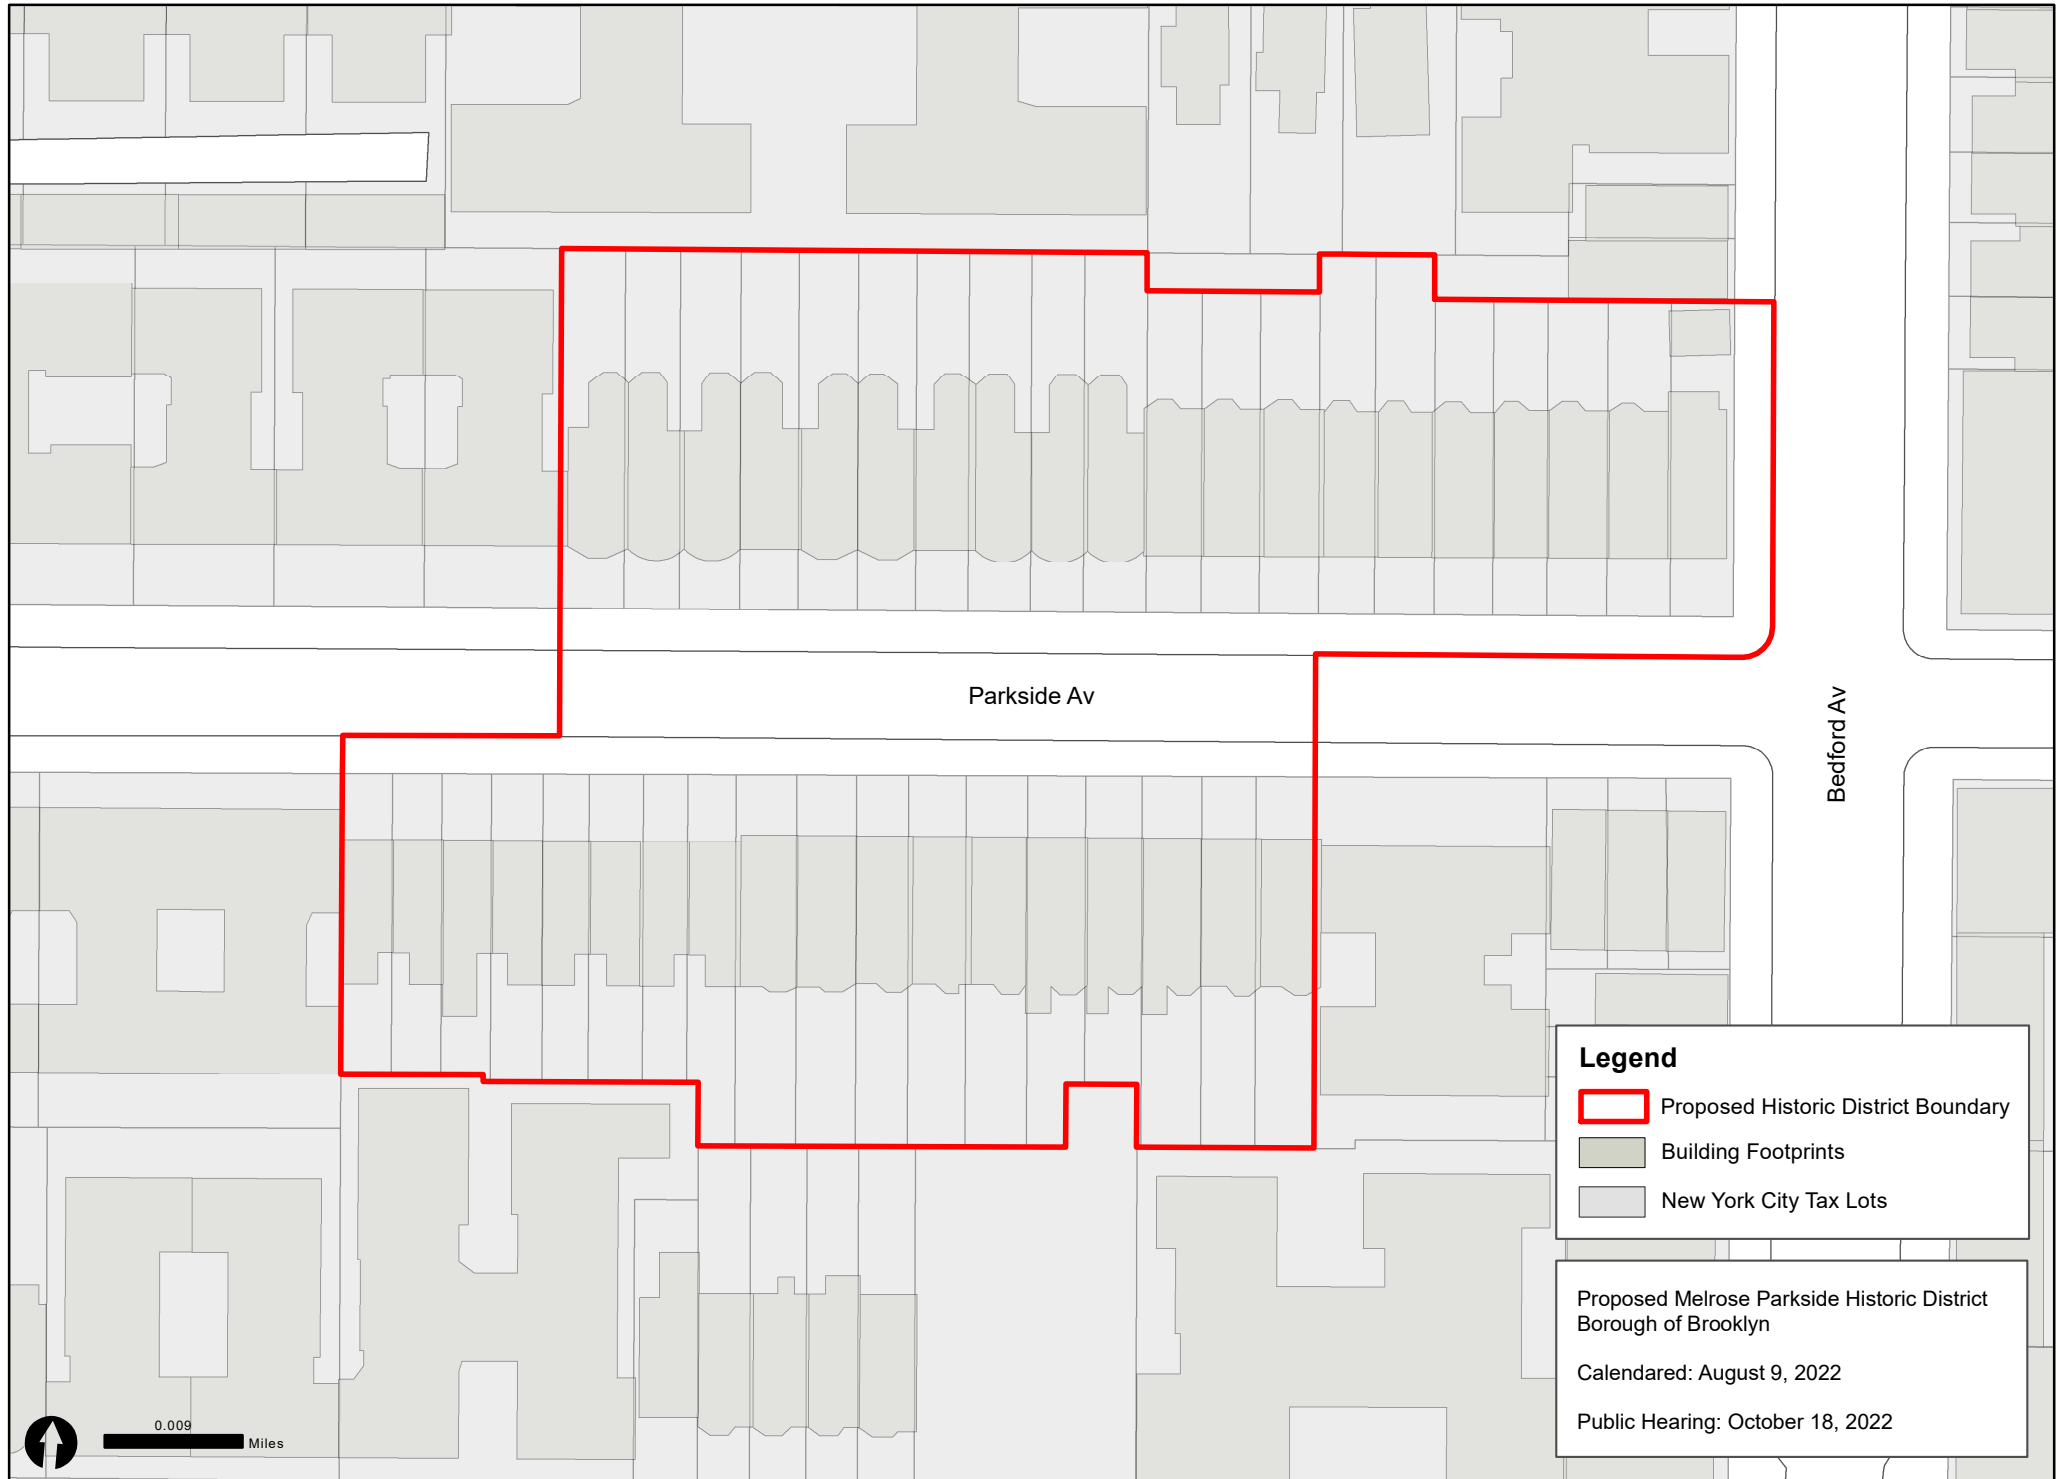 Parkside Av
Bedford Av
Legend
Proposed Historic District Boundary
Building Footprints
New York City Tax Lots
Proposed Melrose Parkside Historic District
Borough of Brooklyn
Calendared: August 9, 2022
Public Hearing: October 18, 2022
0.009
Miles